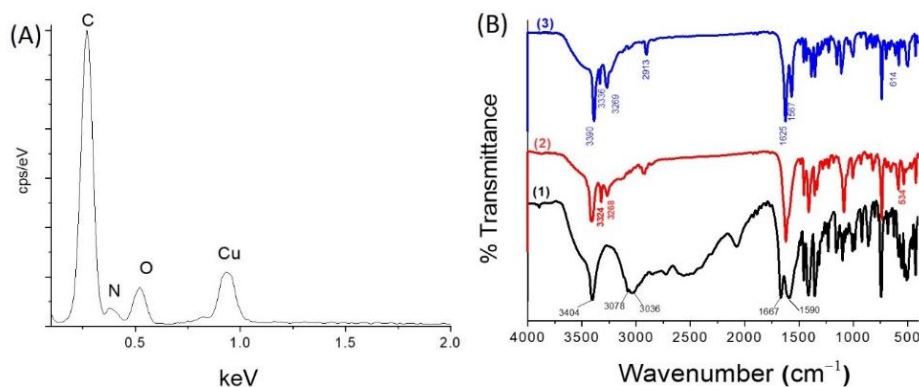 (A)
C
N
O
Cu
cps/eV
0.5
1.0
1.5
2.0
keV
(B)
(3)
2913
3336
3269
3390
1567
1625
614
(2)
3324
3268
534
(1)
3404
3078
3036
1667
1590
% Transmittance
4000 3500 3000 2500 2000 1500 1000 500
Wavenumber (cm⁻¹)